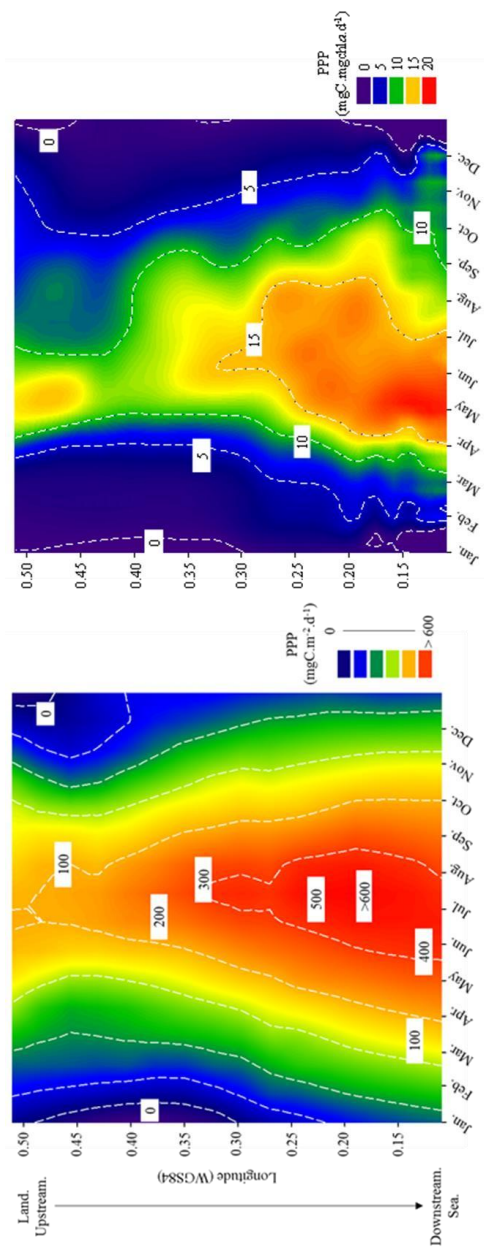 Land.
Upstream.
Longitude (WGS84)
Downstream.
Sea.
0.50
0.45
0.40
0.35
0.30
0.25
0.20
0.15
Jan.
Feb.
Mar.
Apr.
May
Jun.
Jul.
Aug.
Sep.
Oct.
Nov.
Dec.
0
100
200
300
500
>600
400
100
0
PPP
(mgC.m-2.d-1)
0
> 600
0.50
0.45
0.40
0.35
0.30
0.25
0.20
0.15
Jan.
Feb.
Mar.
Apr.
May
Jun.
Jul.
Aug.
Sep.
Oct.
Nov.
Dec.
0
5
10
15
10
5
0
PPP
(mgC.mgchla.d-1)
0
5
10
15
20